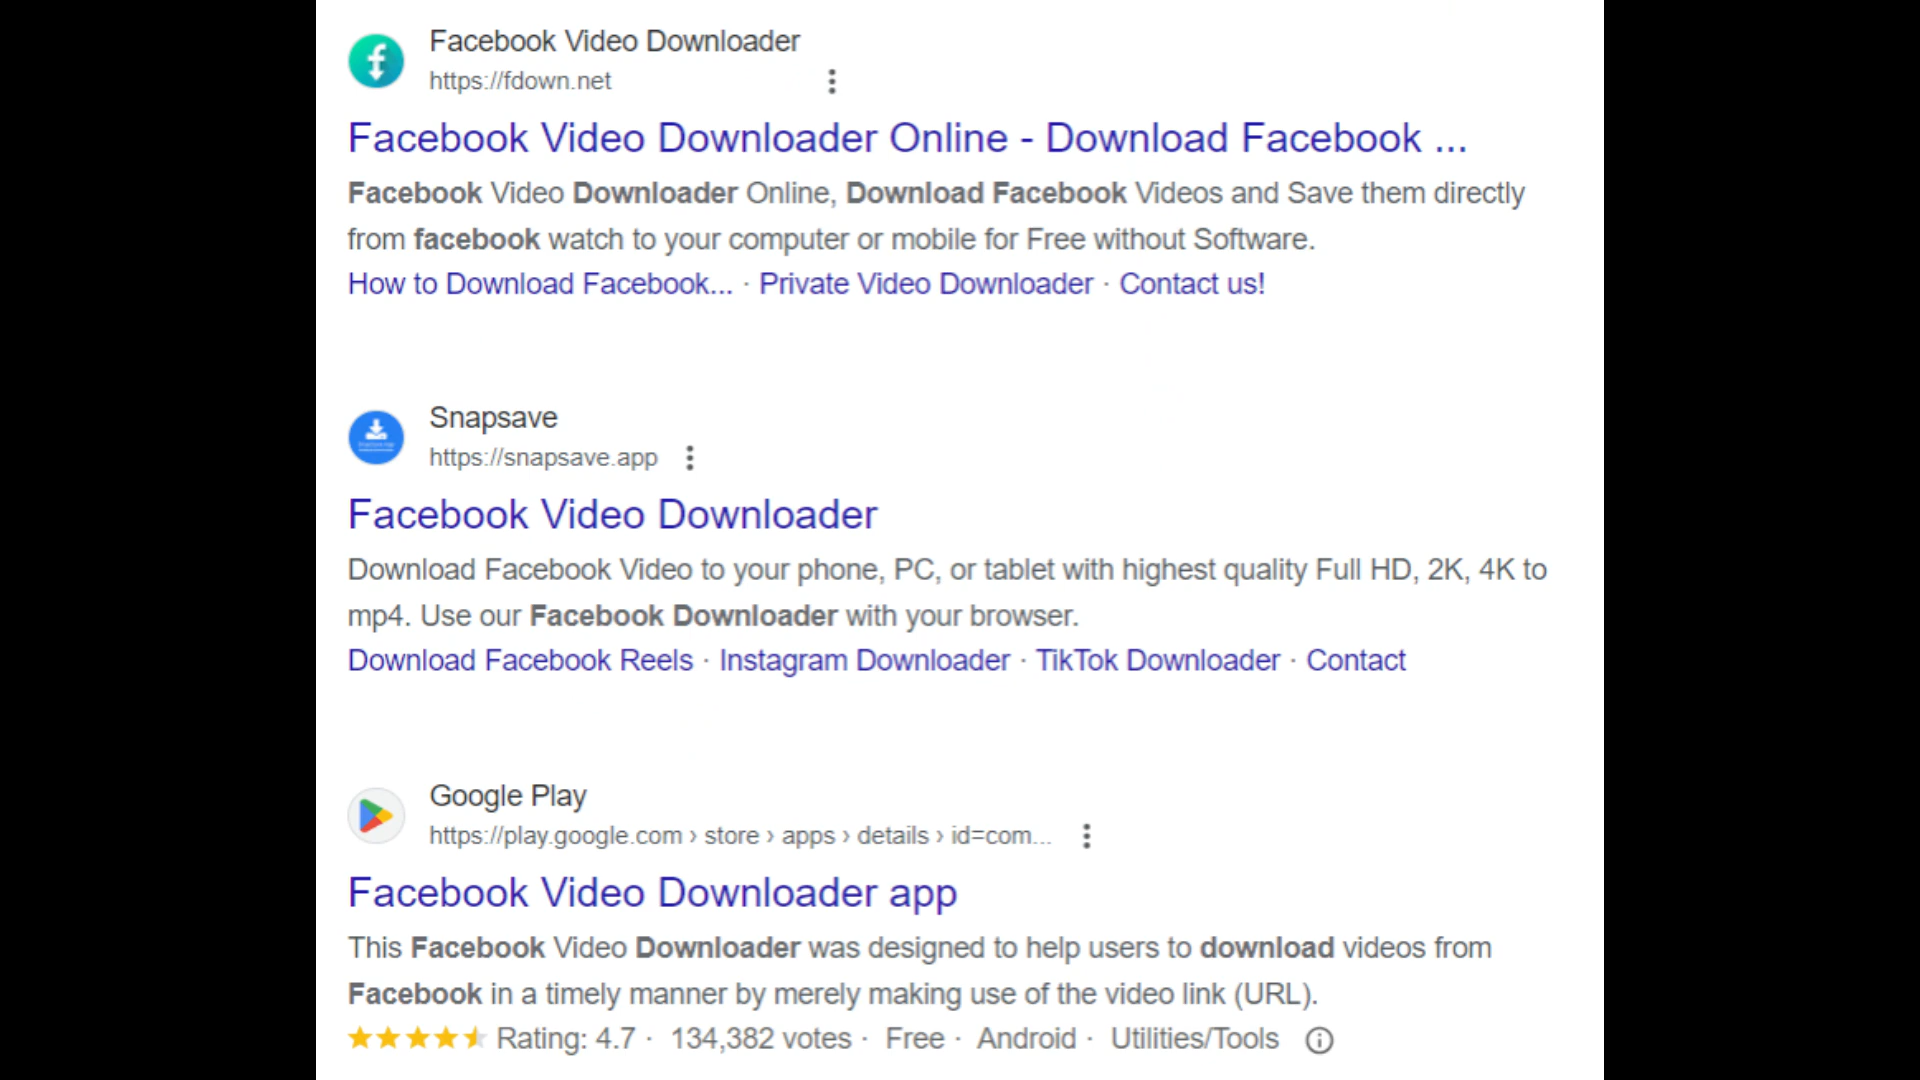 Facebook Video Downloader
https://fdown.net
Facebook Video Downloader Online - Download Facebook ...
Facebook Video Downloader Online, Download Facebook Videos and Save them directly
from facebook watch to your computer or mobile for Free without Software.
How to Download Facebook... · Private Video Downloader · Contact us!
Snapsave
https://snapsave.app
Facebook Video Downloader
Download Facebook Video to your phone, PC, or tablet with highest quality Full HD, 2K, 4K to
mp4. Use our Facebook Downloader with your browser.
Download Facebook Reels · Instagram Downloader · TikTok Downloader · Contact
Google Play
https://play.google.com › store › apps › details › id=com...
Facebook Video Downloader app
This Facebook Video Downloader was designed to help users to download videos from
Facebook in a timely manner by merely making use of the video link (URL).
Rating: 4.7 · 134,382 votes · Free · Android · Utilities/Tools